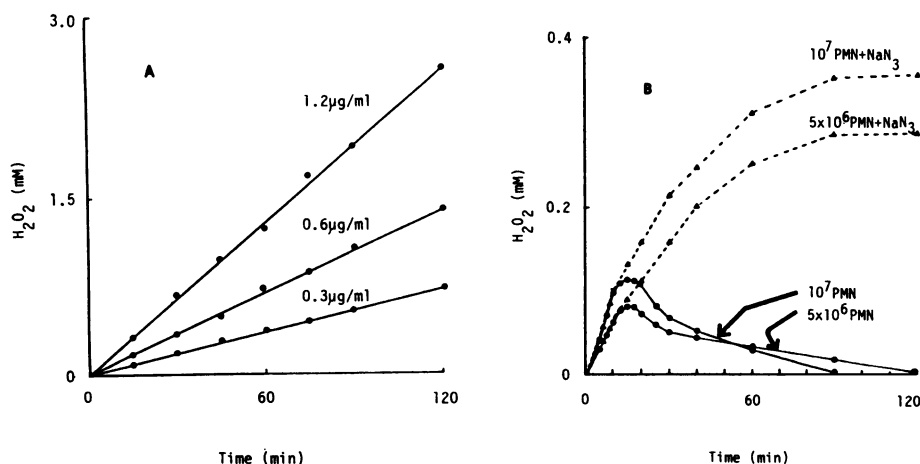 3.0
A
1.2μg/ml
1.5
0.6μg/ml
0.3μg/ml
0
0
60
120
H₂O₂ (mM)
Time (min)
0.4
B
10⁷PMN+NaN₃
5x10⁶PMN+NaN₃
0.2
10⁷PMN
5x10⁶PMN
0
0
60
120
H₂O₂ (mM)
Time (min)